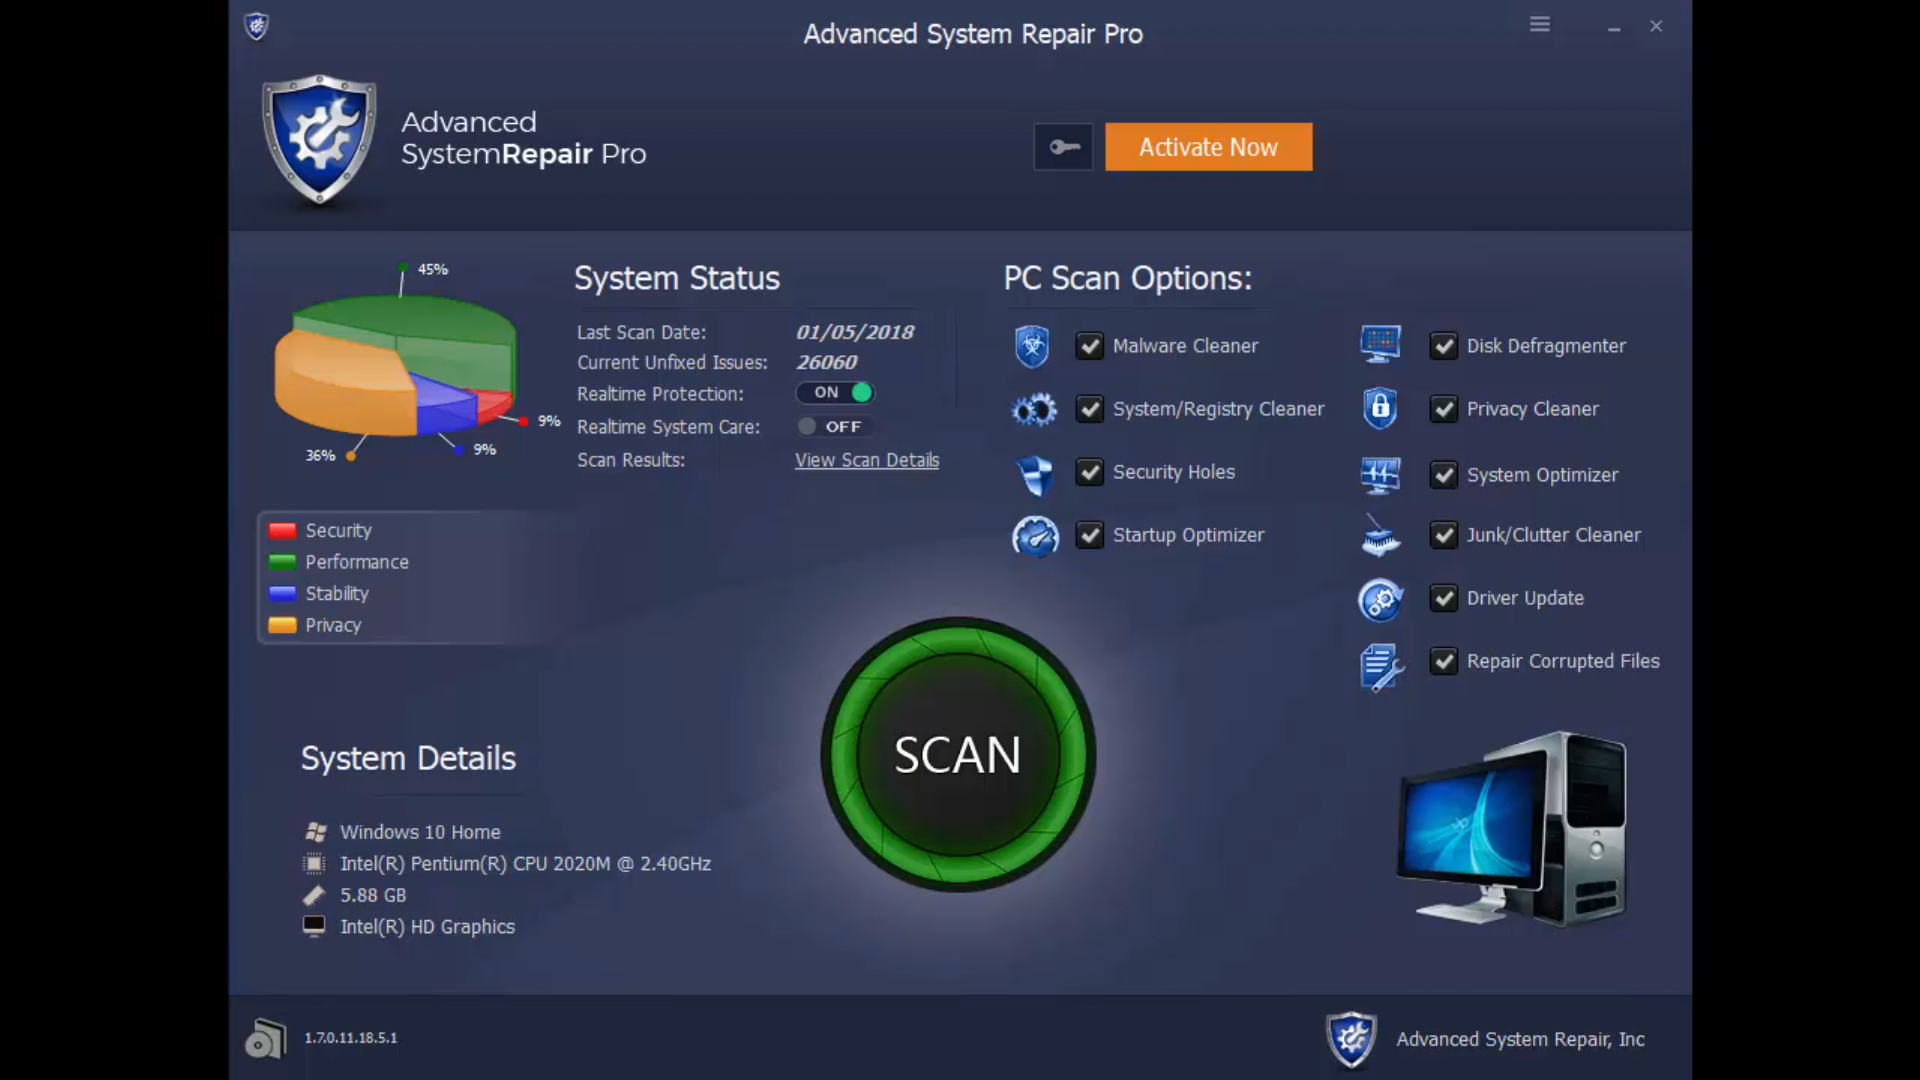 Advanced System Repair Pro
Advanced
SystemRepair Pro
Activate Now
45%
9%
9%
36%
Security
Performance
Stability
Privacy
System Status
Last Scan Date: 01/05/2018
Current Unfixed Issues: 26060
Realtime Protection: ON
Realtime System Care: OFF
Scan Results: View Scan Details
PC Scan Options:
Malware Cleaner
System/Registry Cleaner
Security Holes
Startup Optimizer
Disk Defragmenter
Privacy Cleaner
System Optimizer
Junk/Clutter Cleaner
Driver Update
Repair Corrupted Files
SCAN
System Details
Windows 10 Home
Intel(R) Pentium(R) CPU 2020M @ 2.40GHz
5.88 GB
Intel(R) HD Graphics
1.7.0.11.18.5.1
Advanced System Repair, Inc